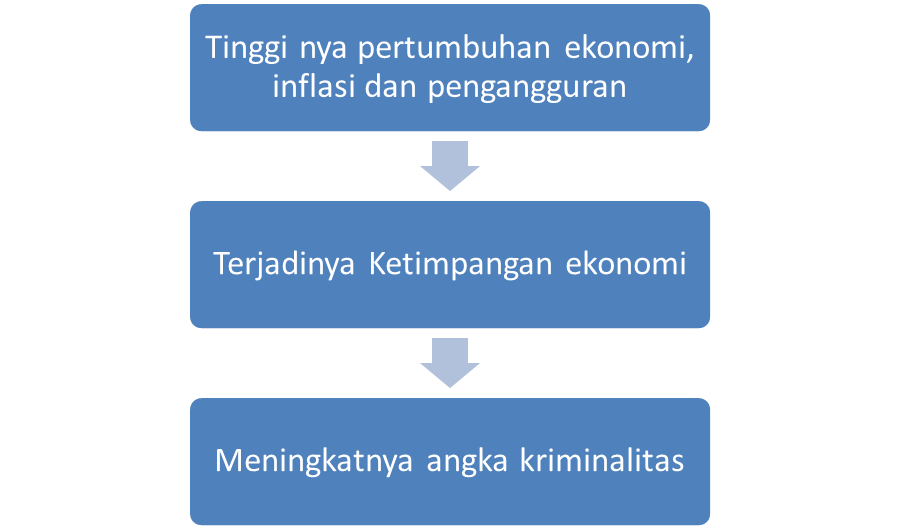 Tinggi nya pertumbuhan ekonomi,
inflasi dan pengangguran
Terjadinya Ketimpangan ekonomi
Meningkatnya angka kriminalitas